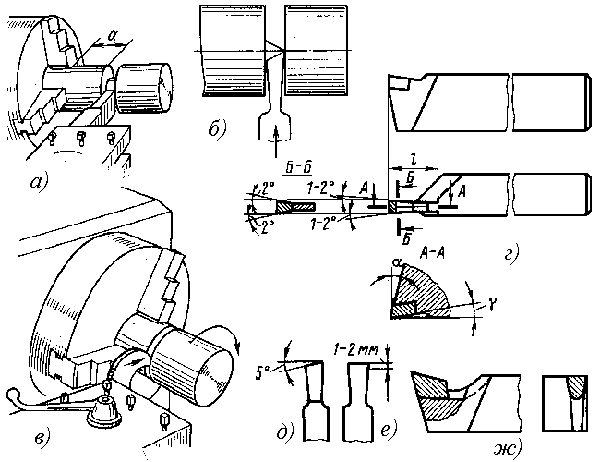 а
а)
б)
Б-Б
2°
2°
1-2°
1-2°
А
Б
l
А
Б
г)
А-А
α
γ
в)
5°
д)
1-2 мм
е)
ж)